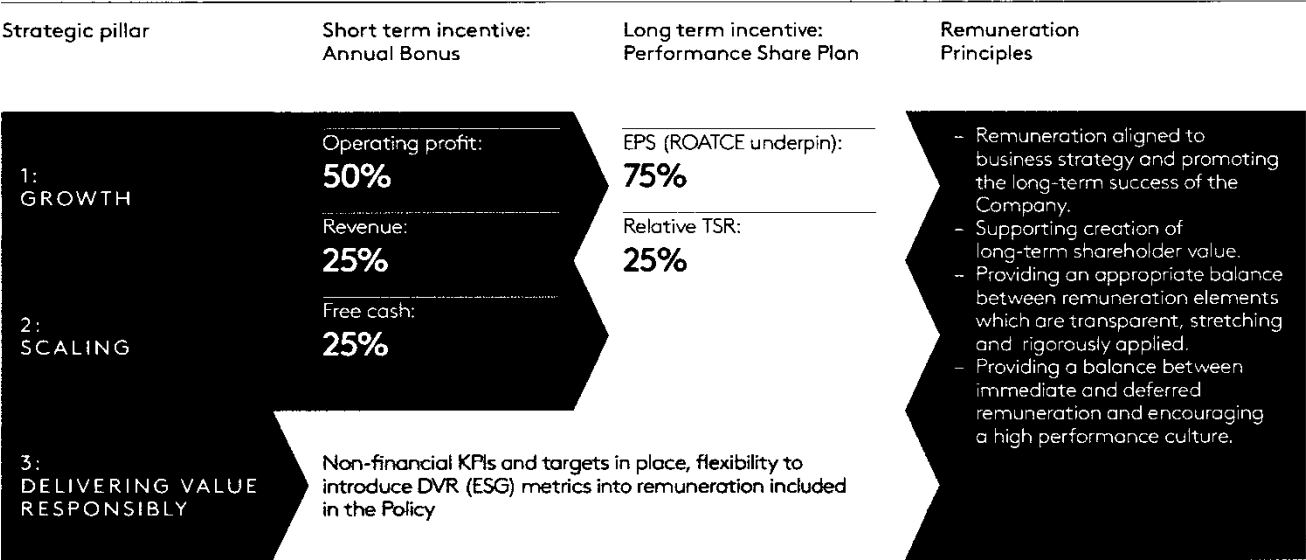 Strategic pillar
Short term incentive:
Annual Bonus
Long term incentive:
Performance Share Plan
Remuneration
Principles
1:
GROWTH
2:
SCALING
3:
DELIVERING VALUE
RESPONSIBLY
Operating profit:
50%
Revenue:
25%
Free cash:
25%
EPS (ROATCE underpin):
75%
Relative TSR:
25%
Non-financial KPIs and targets in place, flexibility to
introduce DVR (ESG) metrics into remuneration included
in the Policy
– Remuneration aligned to
business strategy and promoting
the long-term success of the
Company.
– Supporting creation of
long-term shareholder value.
– Providing an appropriate balance
between remuneration elements
which are transparent, stretching
and rigorously applied.
– Providing a balance between
immediate and deferred
remuneration and encouraging
a high performance culture.